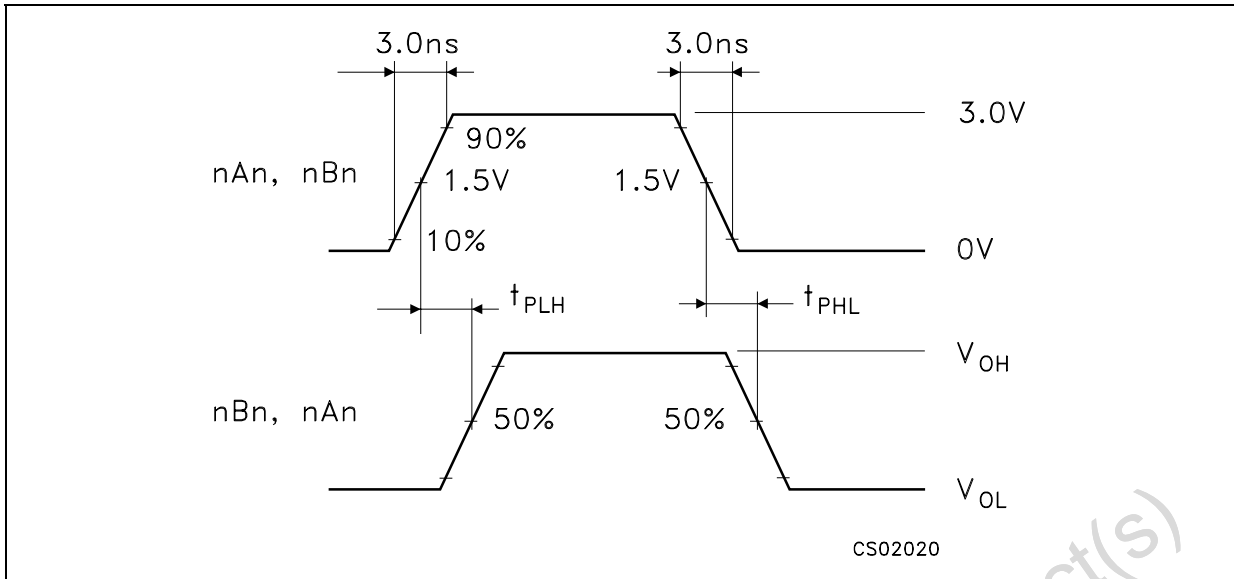 3.0ns 3.0ns
3.0V
90%
nAn, nBn 1.5V 1.5V
10% 0V
tPLH tPHL
VOH
nBn, nAn 50% 50%
VOL
CS02020
ct(s)